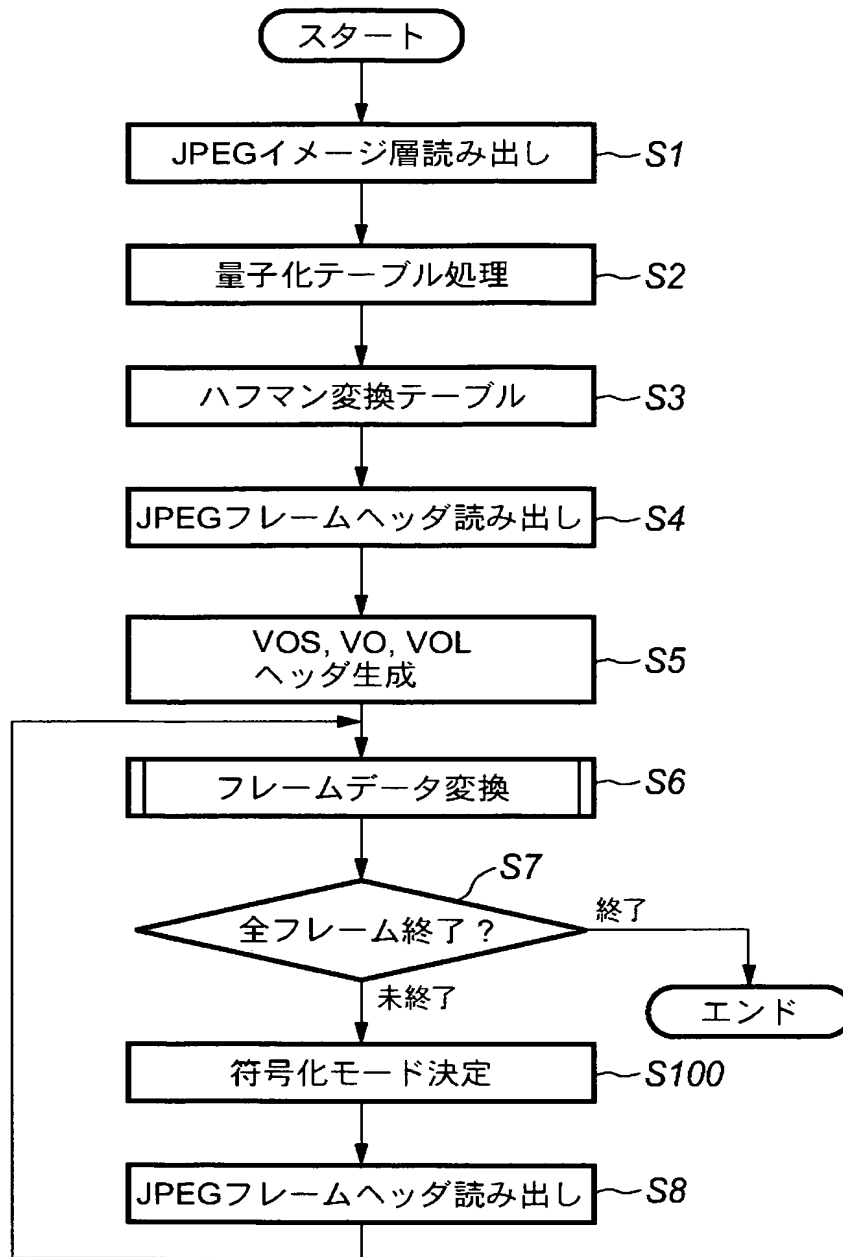 スタート
JPEGイメージ層読み出し
S1
量子化テーブル処理
S2
ハフマン変換テーブル
S3
JPEGフレームヘッダ読み出し
S4
VOS, VO, VOL
ヘッダ生成
S5
フレームデータ変換
S6
S7
全フレーム終了？
終了
未終了
エンド
符号化モード決定
S100
JPEGフレームヘッダ読み出し
S8